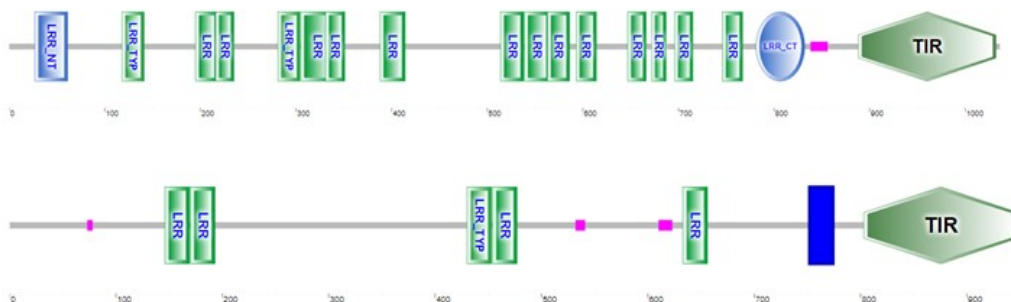 LRR_NT LRR_TYP LRR LRR LRR_TYP LRR LRR LRR LRR LRR LRR LRR LRR LRR LRR LRR LRR_CT TIR
0 100 200 300 400 500 600 700 800 900 1000
LRR LRR LRR_TYP LRR LRR TIR
0 100 200 300 400 500 600 700 800 900